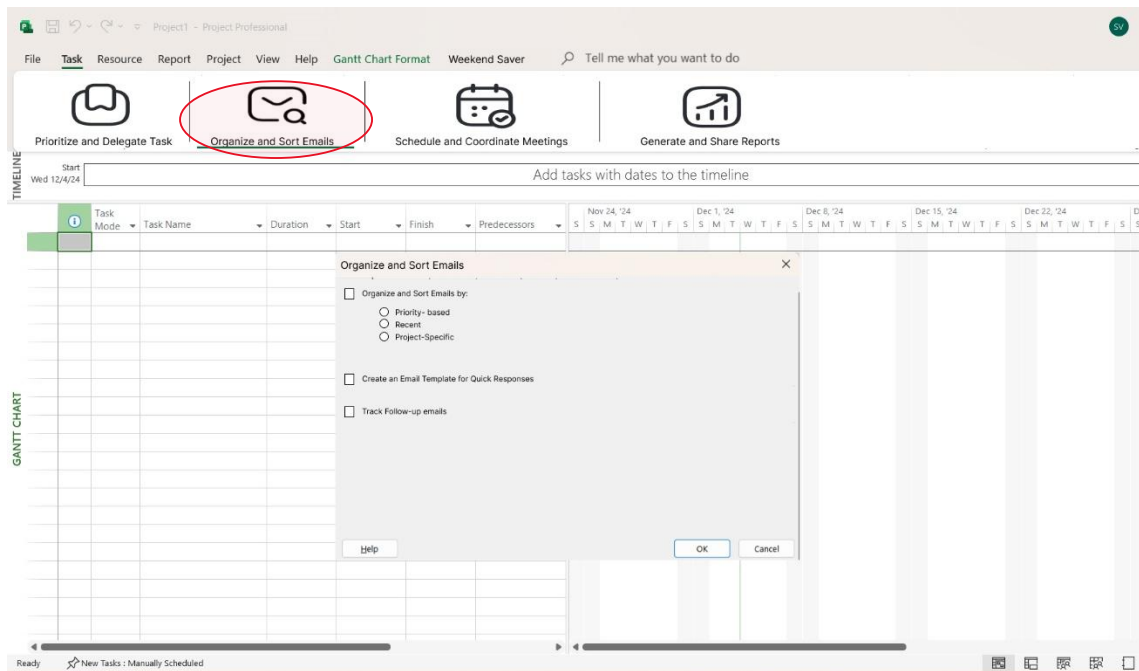 Project1 - Project Professional
SV
File Task Resource Report Project View Help Gantt Chart Format Weekend Saver Tell me what you want to do
Prioritize and Delegate Task Organize and Sort Emails Schedule and Coordinate Meetings Generate and Share Reports
TIMELINE
Start
Wed 12/4/24
Add tasks with dates to the timeline
Task Mode Task Name Duration Start Finish Predecessors
Nov 24, '24 Dec 1, '24 Dec 8, '24 Dec 15, '24 Dec 22, '24 D
S S M T W T F S S M T W T F S S M T W T F S S M T W T F S S M T W T F S S
Organize and Sort Emails
Organize and Sort Emails by:
Priority- based
Recent
Project-Specific
Create an Email Template for Quick Responses
Track Follow-up emails
Help OK Cancel
GANTT CHART
Ready New Tasks : Manually Scheduled